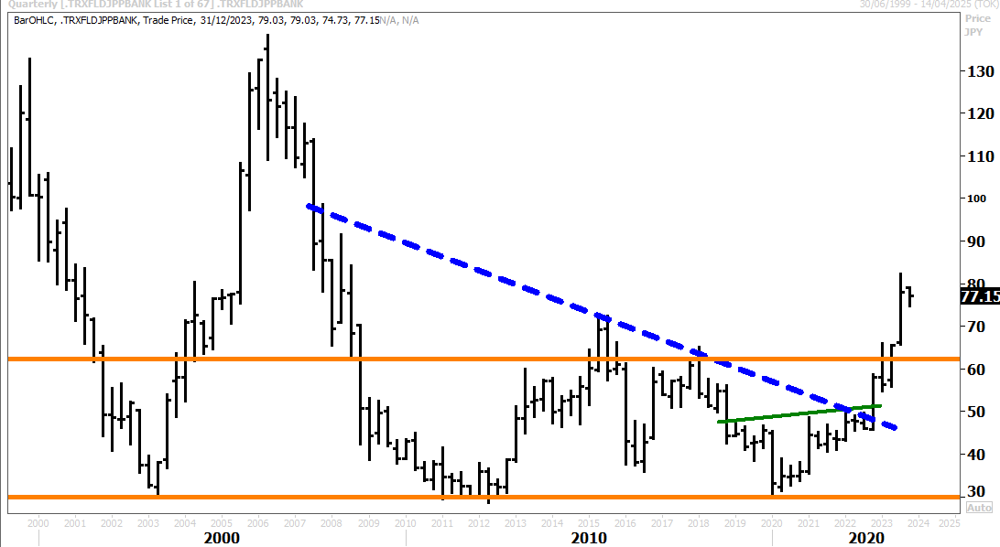 Quarterly [.TRXFLDJPPBANK List 1 of 67] .TRXFLDJPPBANK
30/06/1999 - 14/04/2025 (TOK)
BarOHLC, .TRXFLDJPPBANK, Trade Price, 31/12/2023, 79.03, 79.03, 74.73, 77.15N/A, N/A
Price
JPY
130
120
110
100
90
80
77.15
70
60
50
40
30
Auto
2000 2001 2002 2003 2004 2005 2006 2007 2008 2009 2010 2011 2012 2013 2014 2015 2016 2017 2018 2019 2020 2021 2022 2023 2024 2025
2000 2010 2020